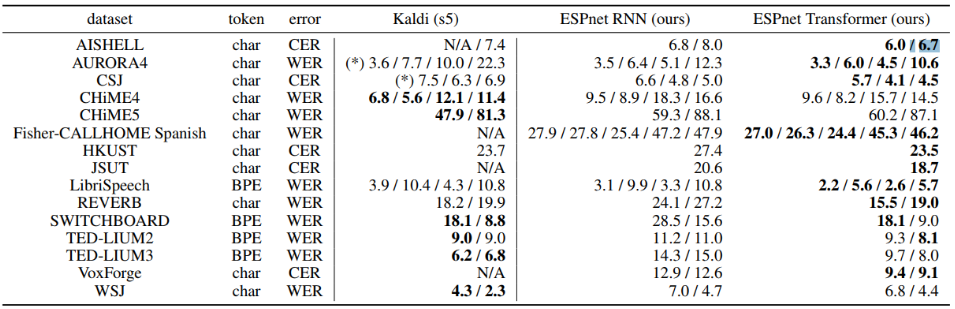 dataset token error Kaldi (s5) ESPnet RNN (ours) ESPnet Transformer (ours)
AISHELL char CER N/A / 7.4 6.8 / 8.0 6.0 / 6.7
AURORA4 char WER (*) 3.6 / 7.7 / 10.0 / 22.3 3.5 / 6.4 / 5.1 / 12.3 3.3 / 6.0 / 4.5 / 10.6
CSJ char CER (*) 7.5 / 6.3 / 6.9 6.6 / 4.8 / 5.0 5.7 / 4.1 / 4.5
CHiME4 char WER 6.8 / 5.6 / 12.1 / 11.4 9.5 / 8.9 / 18.3 / 16.6 9.6 / 8.2 / 15.7 / 14.5
CHiME5 char WER 47.9 / 81.3 59.3 / 88.1 60.2 / 87.1
Fisher-CALLHOME Spanish char WER N/A 27.9 / 27.8 / 25.4 / 47.2 / 47.9 27.0 / 26.3 / 24.4 / 45.3 / 46.2
HKUST char CER 23.7 27.4 23.5
JSUT char CER N/A 20.6 18.7
LibriSpeech BPE WER 3.9 / 10.4 / 4.3 / 10.8 3.1 / 9.9 / 3.3 / 10.8 2.2 / 5.6 / 2.6 / 5.7
REVERB char WER 18.2 / 19.9 24.1 / 27.2 15.5 / 19.0
SWITCHBOARD BPE WER 18.1 / 8.8 28.5 / 15.6 18.1 / 9.0
TED-LIUM2 BPE WER 9.0 / 9.0 11.2 / 11.0 9.3 / 8.1
TED-LIUM3 BPE WER 6.2 / 6.8 14.3 / 15.0 9.7 / 8.0
VoxForge char CER N/A 12.9 / 12.6 9.4 / 9.1
WSJ char WER 4.3 / 2.3 7.0 / 4.7 6.8 / 4.4